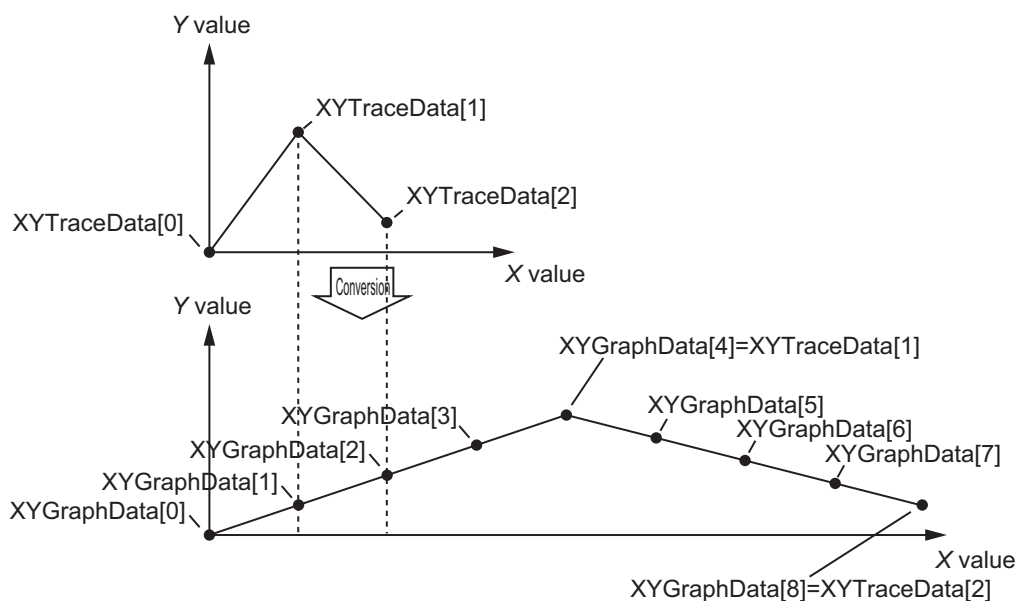 Y value
XYTraceData[1]
XYTraceData[2]
XYTraceData[0]
X value
Conversion
Y value
XYGraphData[4]=XYTraceData[1]
XYGraphData[3]
XYGraphData[5]
XYGraphData[6]
XYGraphData[2]
XYGraphData[7]
XYGraphData[1]
XYGraphData[0]
X value
XYGraphData[8]=XYTraceData[2]